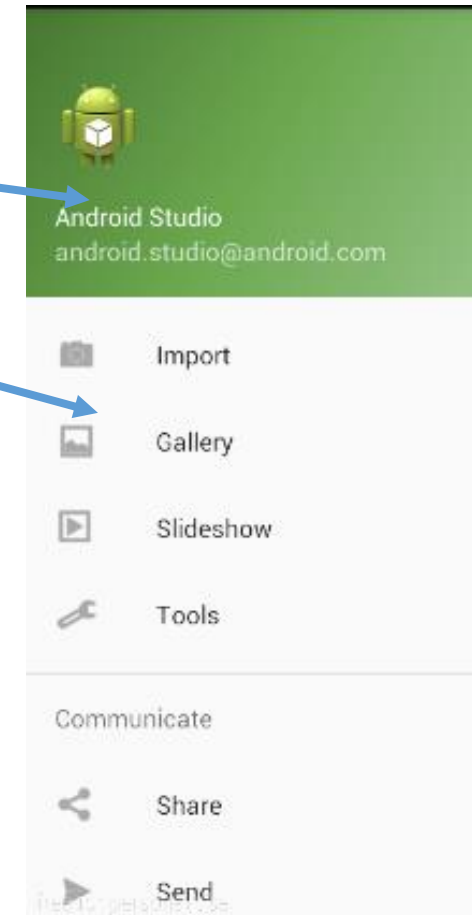 Android Studio
android.studio@android.com
Import
Gallery
Slideshow
Tools
Communicate
Share
Send